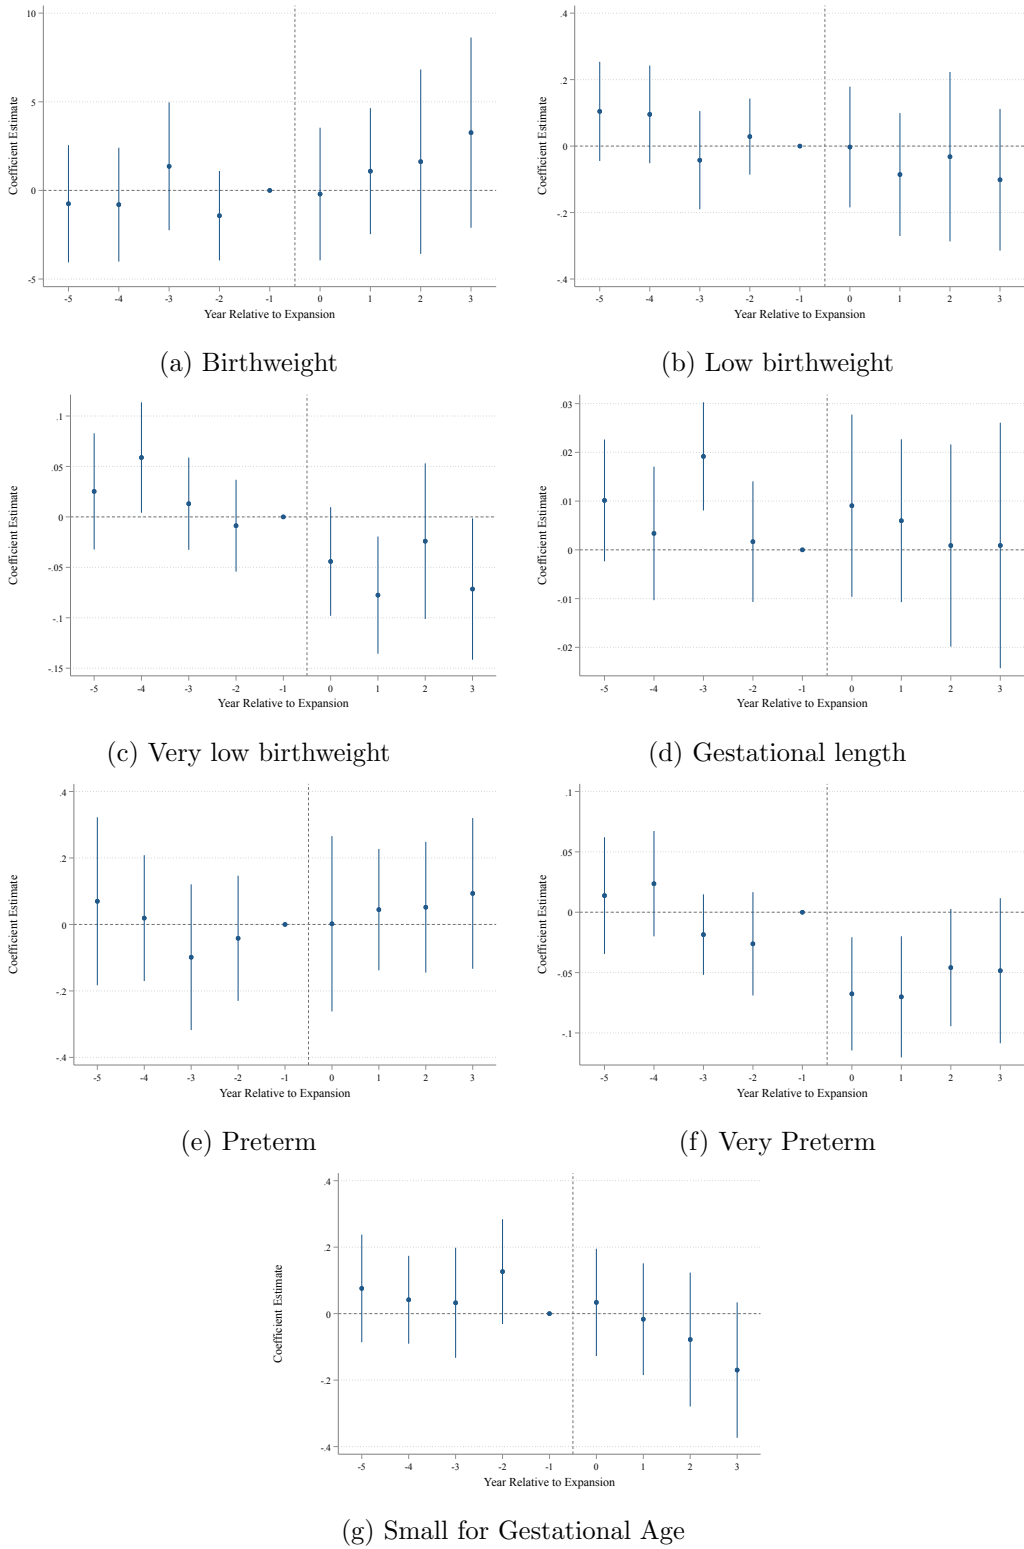 10
5
0
-5
Coefficient Estimate
-5 -4 -3 -2 -1 0 1 2 3
Year Relative to Expansion
(a) Birthweight
.4
.2
0
-.2
-.4
Coefficient Estimate
-5 -4 -3 -2 -1 0 1 2 3
Year Relative to Expansion
(b) Low birthweight
.1
.05
0
-.05
-.1
-.15
Coefficient Estimate
-5 -4 -3 -2 -1 0 1 2 3
Year Relative to Expansion
(c) Very low birthweight
.03
.02
.01
0
-.01
-.02
Coefficient Estimate
-5 -4 -3 -2 -1 0 1 2 3
Year Relative to Expansion
(d) Gestational length
.4
.2
0
-.2
-.4
Coefficient Estimate
-5 -4 -3 -2 -1 0 1 2 3
Year Relative to Expansion
(e) Preterm
.1
.05
0
-.05
-.1
Coefficient Estimate
-5 -4 -3 -2 -1 0 1 2 3
Year Relative to Expansion
(f) Very Preterm
.4
.2
0
-.2
-.4
Coefficient Estimate
-5 -4 -3 -2 -1 0 1 2 3
Year Relative to Expansion
(g) Small for Gestational Age